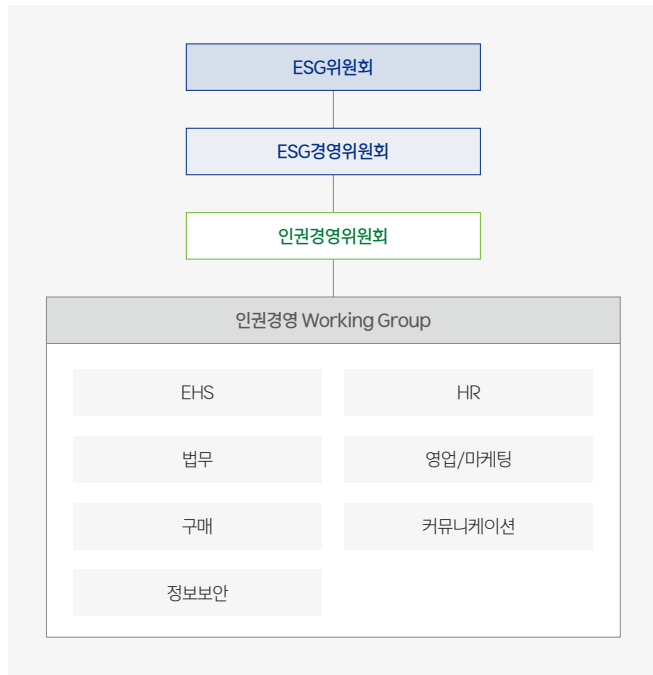 ESG위원회
ESG경영위원회
인권경영위원회
인권경영 Working Group
EHS
HR
법무
영업/마케팅
구매
커뮤니케이션
정보보안